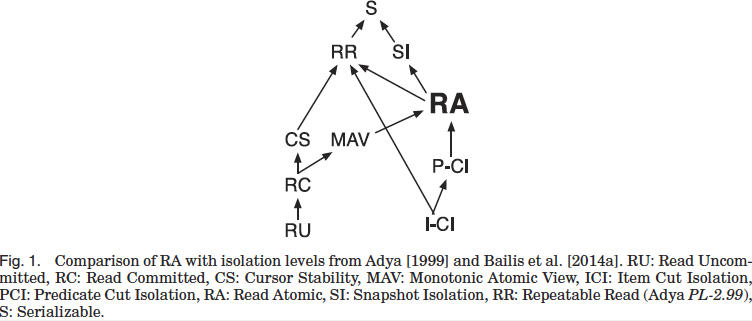 S
RR
SI
RA
CS
MAV
P-CI
RC
RU
I-CI
Fig. 1. Comparison of RA with isolation levels from Adya [1999] and Bailis et al. [2014a]. RU: Read Uncom-
mitted, RC: Read Committed, CS: Cursor Stability, MAV: Monotonic Atomic View, ICI: Item Cut Isolation,
PCI: Predicate Cut Isolation, RA: Read Atomic, SI: Snapshot Isolation, RR: Repeatable Read (Adya PL-2.99),
S: Serializable.